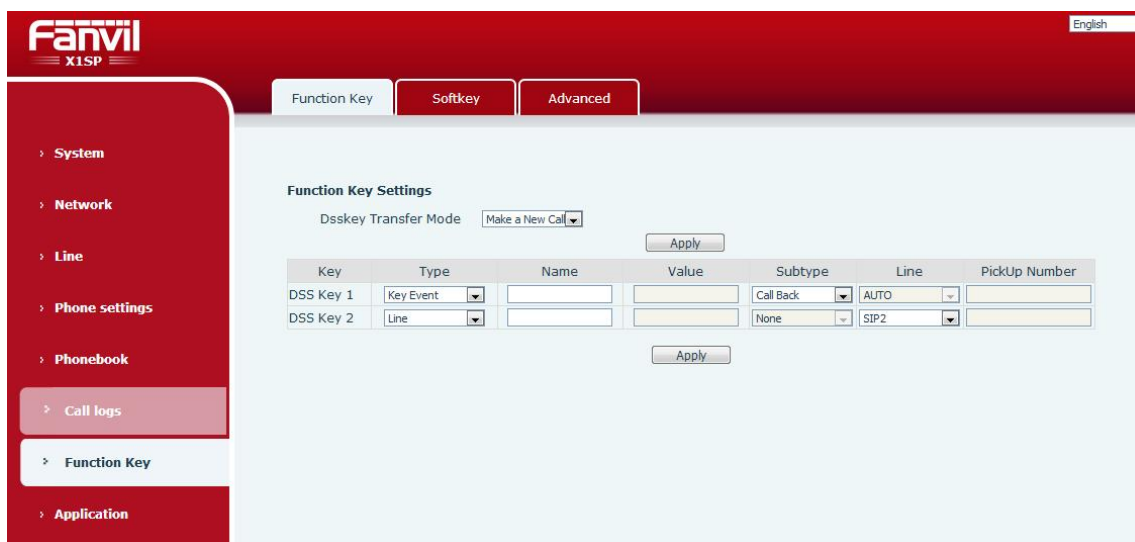 Fanvil
X1SP
English
Function Key Softkey Advanced
System
Network
Line
Phone settings
Phonebook
Call logs
Function Key
Application
Function Key Settings
Dsskey Transfer Mode Make a New Call
Apply
Key Type Name Value Subtype Line PickUp Number
DSS Key 1 Key Event Call Back AUTO
DSS Key 2 Line None SIP2
Apply